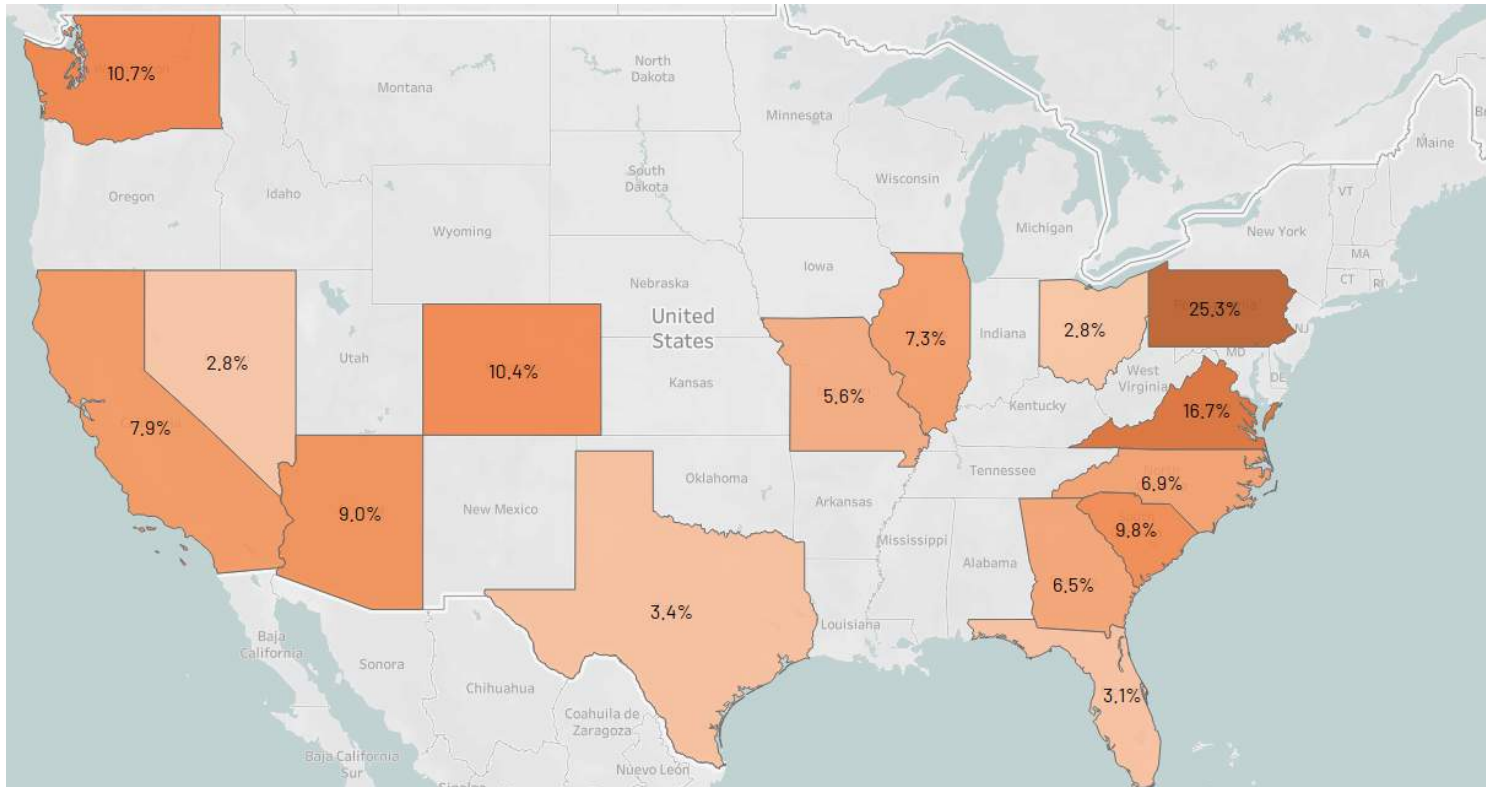 10.7%
Montana
North
Dakota
Minnesota
Maine
Oregon
Idaho
South
Dakota
Wisconsin
VT
Wyoming
Michigan
New York
MA
CT
RI
Iowa
Nebraska
United
States
25.3%
2.8%
Utah
10.4%
Kansas
7.3%
Indiana
2.8%
NJ
MD
West
Virginia
DE
5.6%
Kentucky
16.7%
7.9%
Oklahoma
Tennessee
North
6.9%
9.0%
New Mexico
Arkansas
9.8%
Mississippi
Alabama
6.5%
3.4%
Louisiana
Baja
California
Sonora
Chihuahua
3.1%
Coahuila de
Zaragoza
Baja California
Sur
Nuevo León